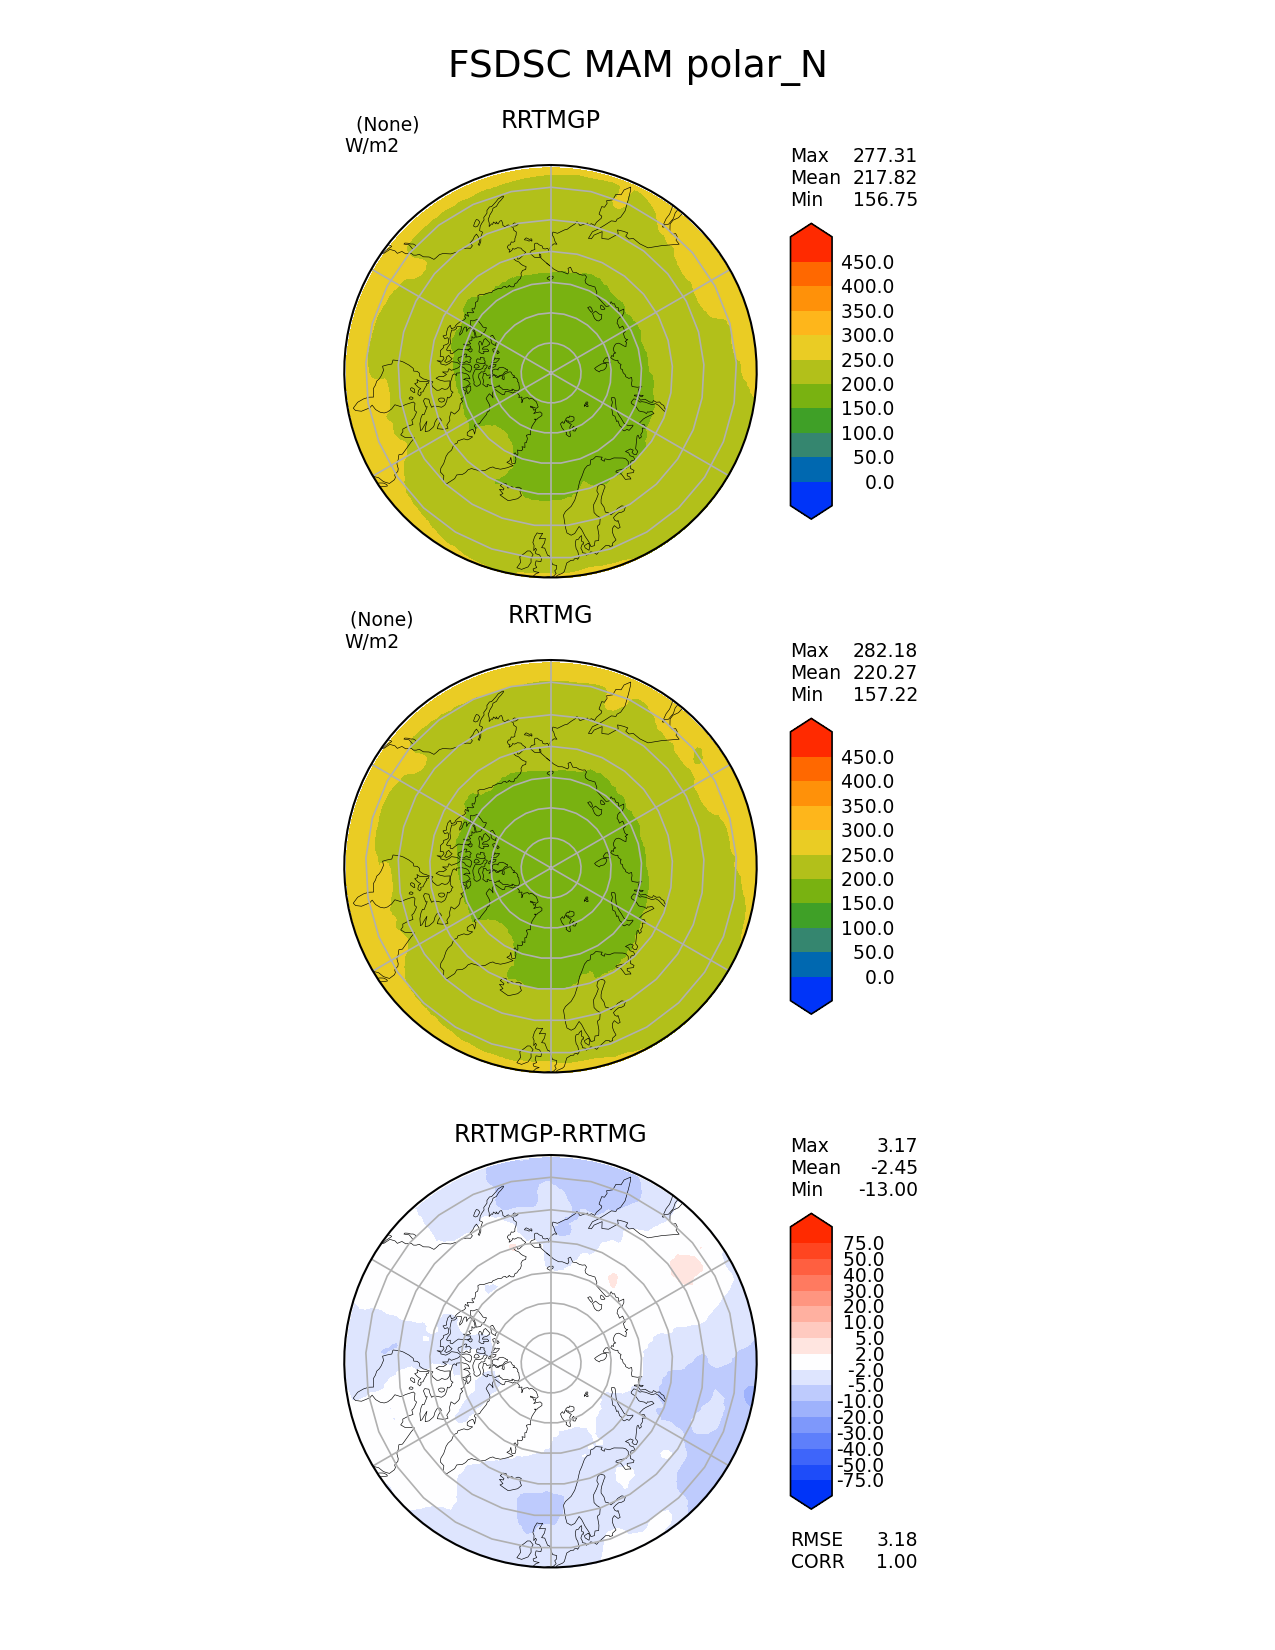 FSDSC MAM polar_N
RRTMGP
(None)
W/m2
Max 277.31
Mean 217.82
Min 156.75
450.0
400.0
350.0
300.0
250.0
200.0
150.0
100.0
50.0
0.0
RRTMG
(None)
W/m2
Max 282.18
Mean 220.27
Min 157.22
450.0
400.0
350.0
300.0
250.0
200.0
150.0
100.0
50.0
0.0
RRTMGP-RRTMG
Max 3.17
Mean -2.45
Min -13.00
75.0
50.0
40.0
30.0
20.0
10.0
5.0
2.0
-2.0
-5.0
-10.0
-20.0
-30.0
-40.0
-50.0
-75.0
RMSE 3.18
CORR 1.00